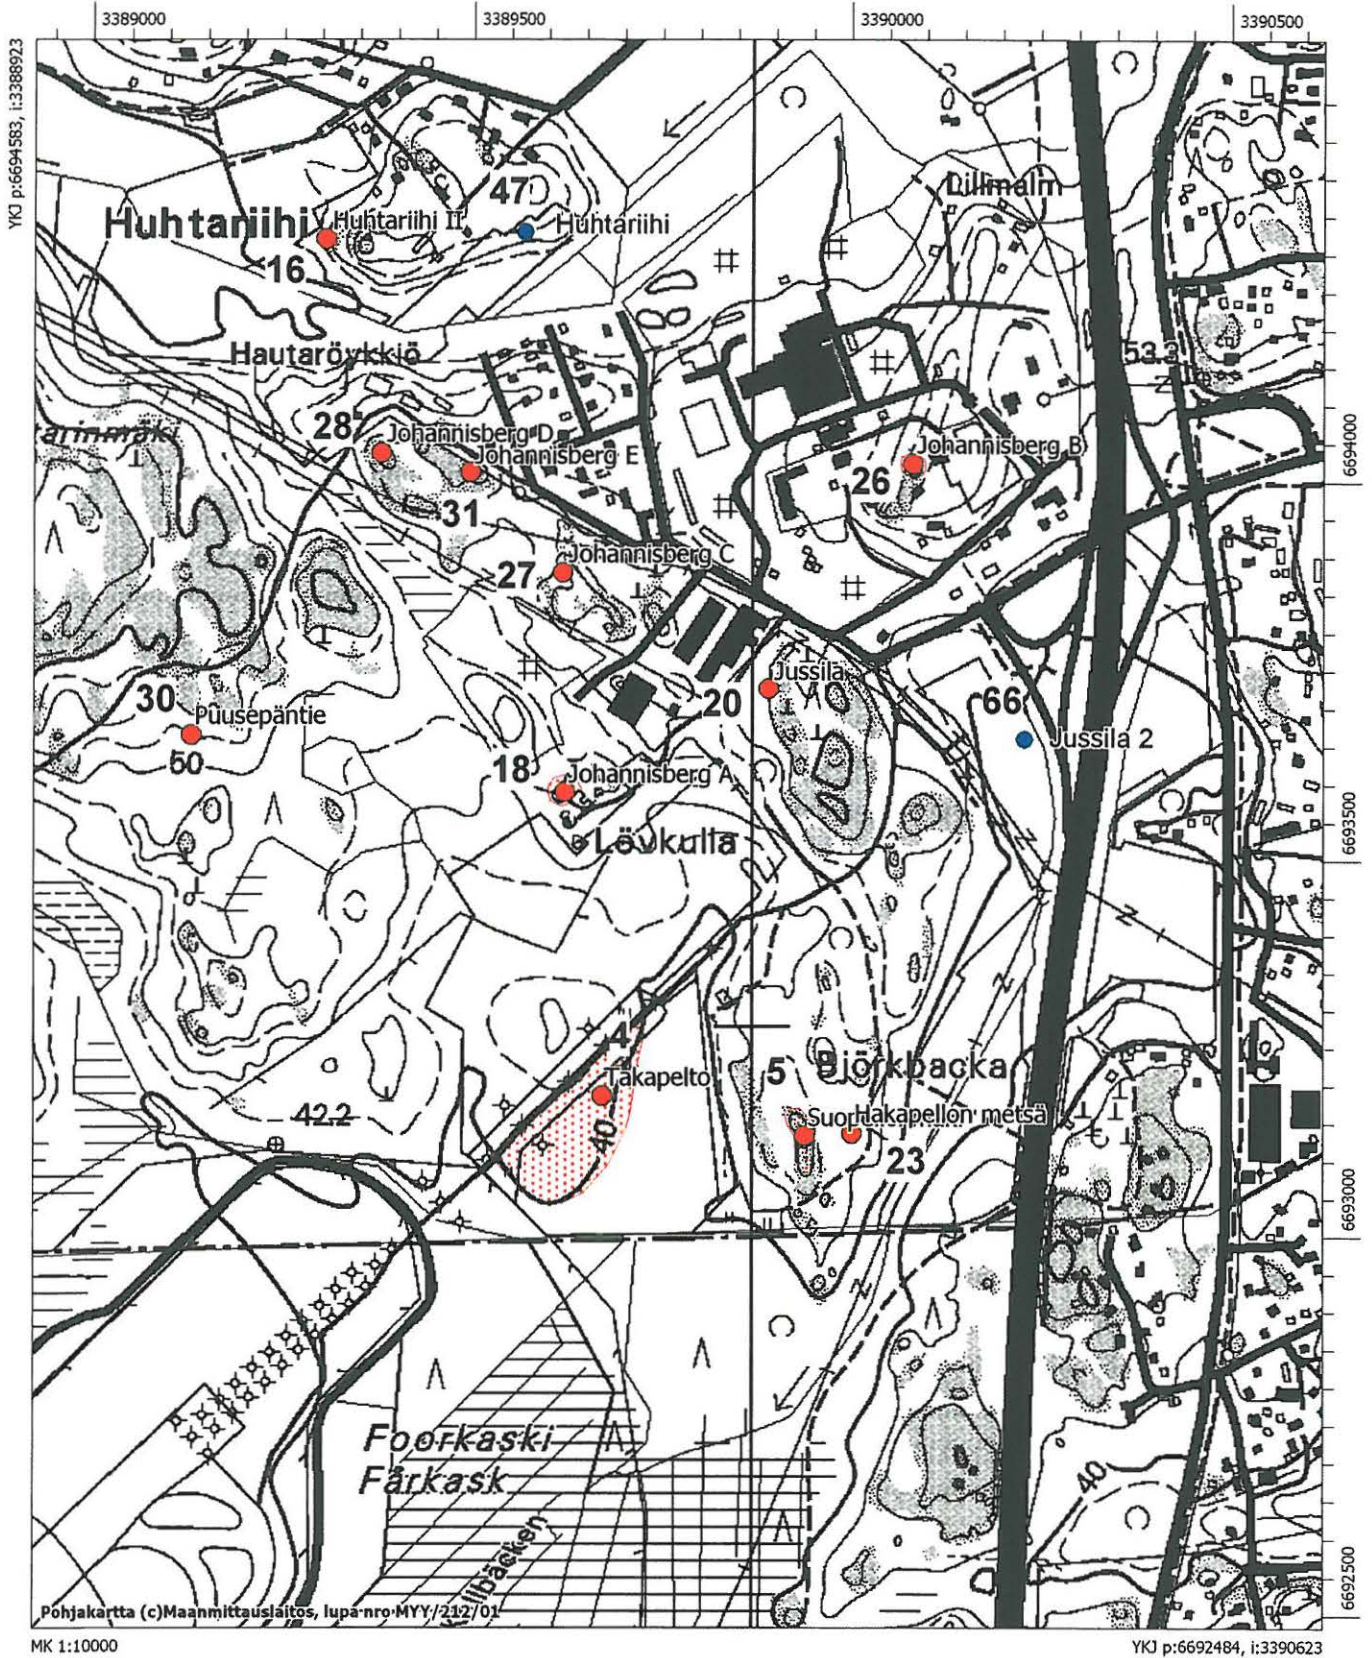 3389000
3389500
3390000
3390500
YKJ p:6694583, i:3388923
47
Lillmalm
Huhtariihi
Huhtariihi II
Huhtariihi
16
Hautaröykkiö
53.3
28
Johannisberg D
Johannisberg E
Johannisberg B
26
6694000
31
Johannisberg C
27
Jussila
20
66
30
Puusepäntie
Jussila 2
50
18
Johannisberg A
Lövkulla
6693500
4
Takapelto
5
Björkbacka
42.2
40
Hakapellon metsä
23
6693000
Foorkaski
Fårkask
40
6692500
Pohjakartta (c)Maanmittauslaitos, lupa-nro MYY/212/01
MK 1:10000
YKJ p:6692484, i:3390623